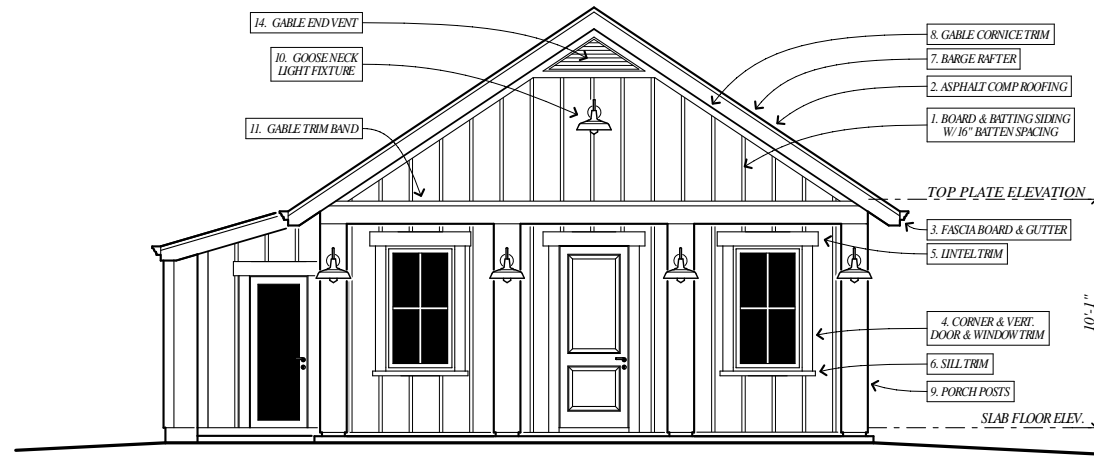 14. GABLE END VENT
10. GOOSE NECK
LIGHT FIXTURE
11. GABLE TRIM BAND
8. GABLE CORNICE TRIM
7. BARGE RAFTER
2. ASPHALT COMP ROOFING
1. BOARD & BATTING SIDING
W/ 16" BATTEN SPACING
TOP PLATE ELEVATION
3. FASCIA BOARD & GUTTER
5. LINTEL TRIM
10'-1"
4. CORNER & VERT.
DOOR & WINDOW TRIM
6. SILL TRIM
9. PORCH POSTS
SLAB FLOOR ELEV.